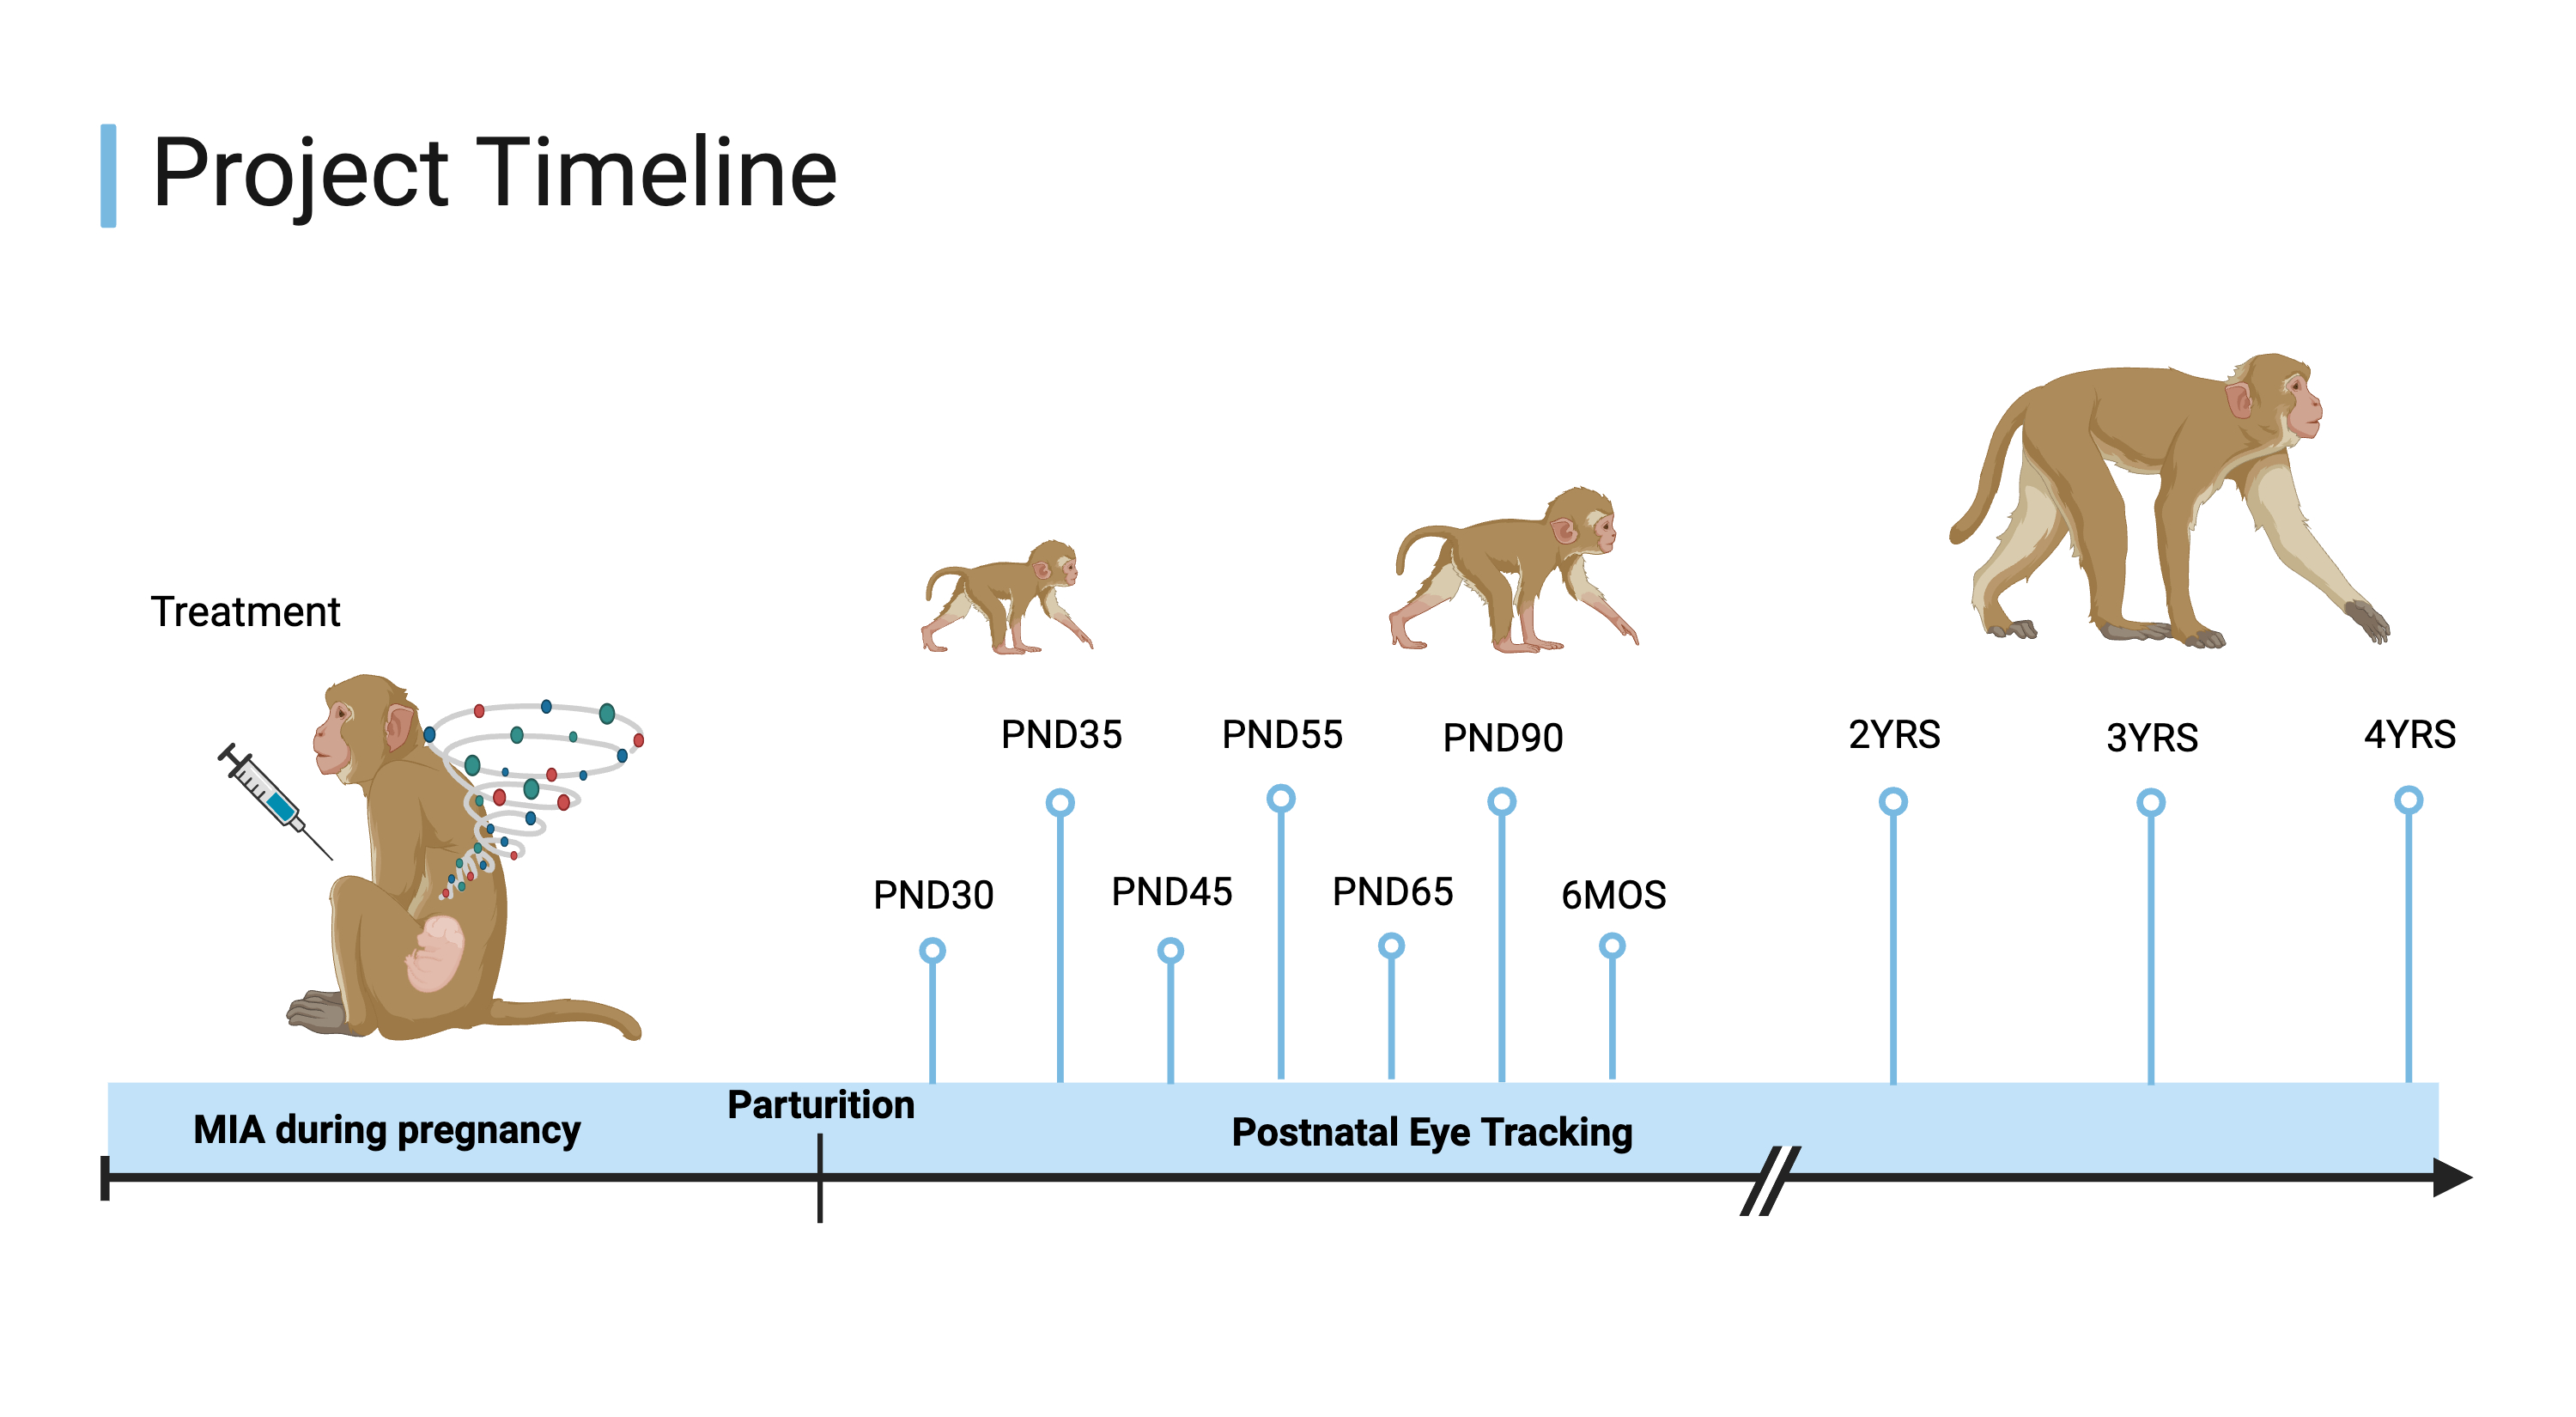 Project Timeline
Treatment
PND35
PND55
PND90
2YRS
3YRS
4YRS
PND30
PND45
PND65
6MOS
MIA during pregnancy
Parturition
Postnatal Eye Tracking